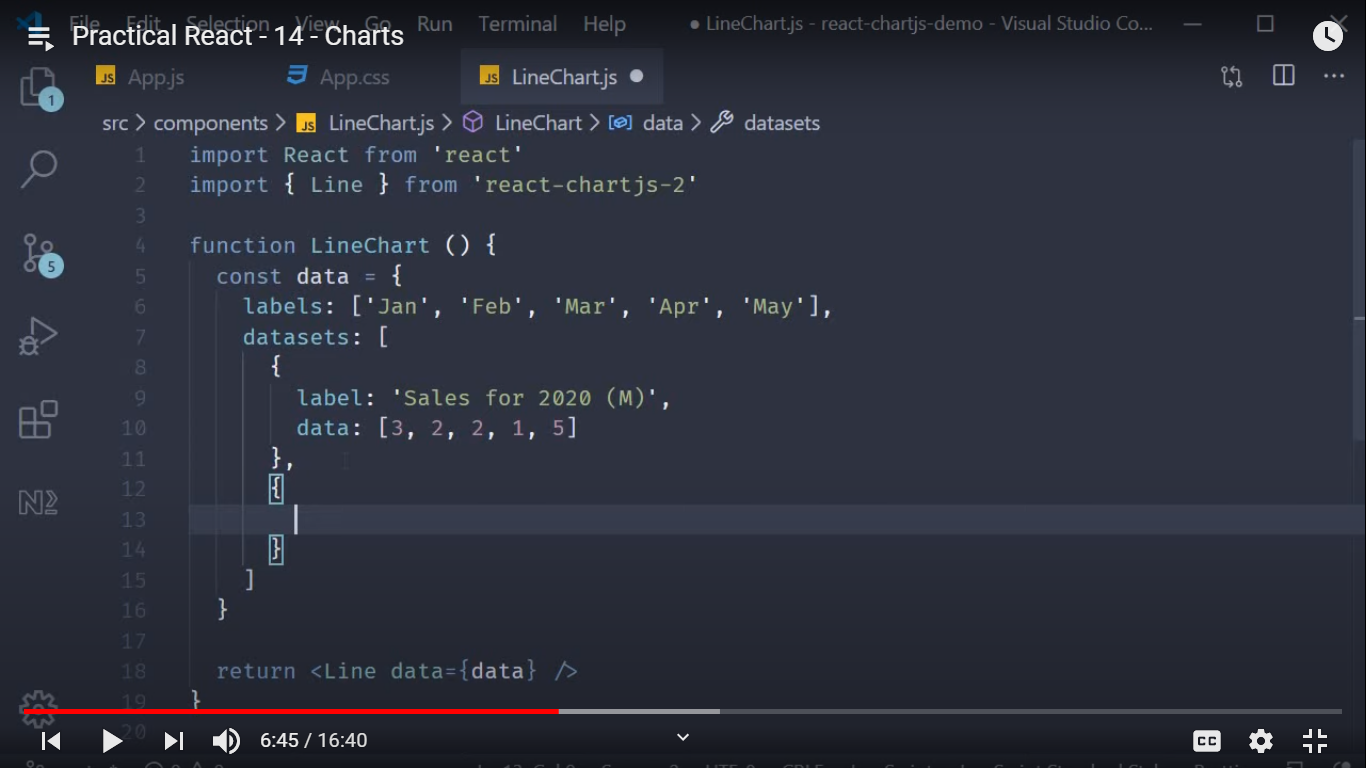 File Edit Selection View Go Run Terminal Help ● LineChart.js - react-chartjs-demo - Visual Studio Co...
Practical React - 14 - Charts
JS App.js App.css JS LineChart.js
1
src > components > JS LineChart.js > LineChart > data > datasets
1 import React from 'react'
2 import { Line } from 'react-chartjs-2'
3
4 function LineChart () {
5 const data = {
5
6 labels: ['Jan', 'Feb', 'Mar', 'Apr', 'May'],
7 datasets: [
8 {
9 label: 'Sales for 2020 (M)',
10 data: [3, 2, 2, 1, 5]
11 },
12 {
13
14 }
15 ]
16 }
17
18 return <Line data={data} />
19 }
20
6:45 / 16:40 CC